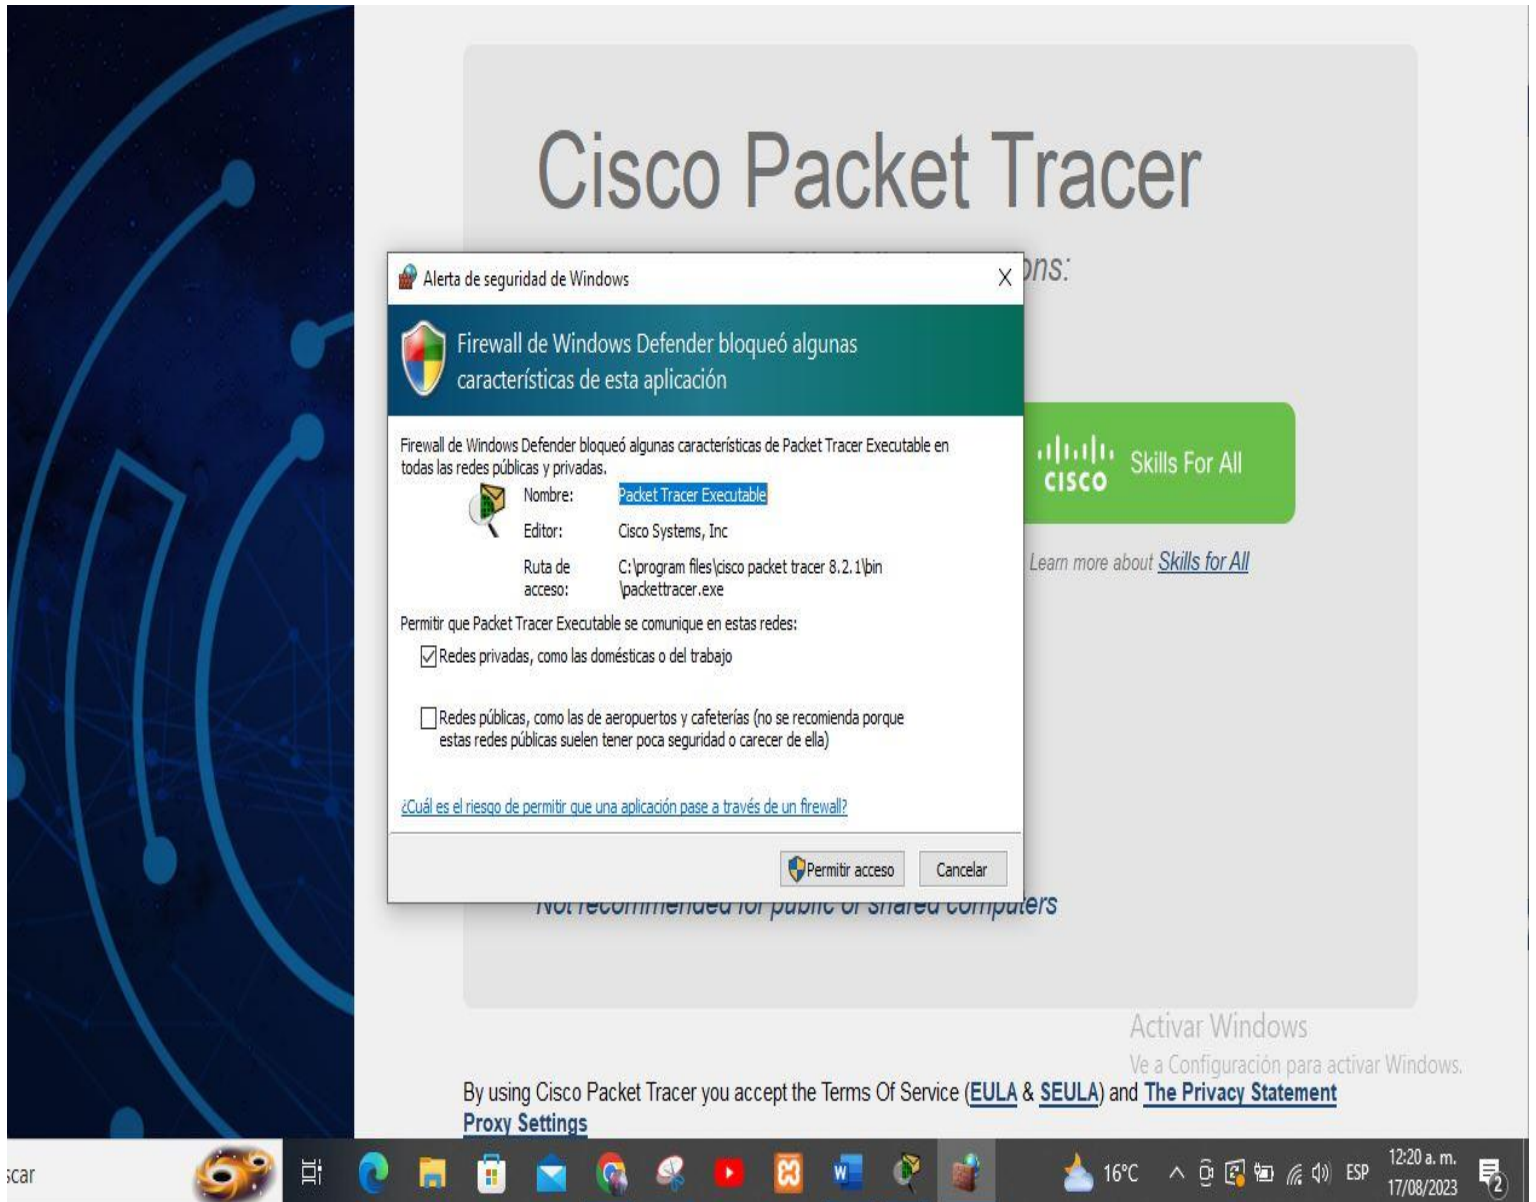 Cisco Packet Tracer
ons:
Alerta de seguridad de Windows
Firewall de Windows Defender bloqueó algunas
características de esta aplicación
Firewall de Windows Defender bloqueó algunas características de Packet Tracer Executable en
todas las redes públicas y privadas.
Nombre: Packet Tracer Executable
Editor: Cisco Systems, Inc
Ruta de acceso: C:\program files\cisco packet tracer 8.2.1\bin
\packettracer.exe
Permitir que Packet Tracer Executable se comunique en estas redes:
Redes privadas, como las domésticas o del trabajo
Redes públicas, como las de aeropuertos y cafeterías (no se recomienda porque
estas redes públicas suelen tener poca seguridad o carecer de ella)
¿Cuál es el riesgo de permitir que una aplicación pase a través de un firewall?
Permitir acceso
Cancelar
CISCO Skills For All
Learn more about Skills for All
Not recommended for public or shared computers
Activar Windows
Ve a Configuración para activar Windows.
By using Cisco Packet Tracer you accept the Terms Of Service (EULA & SEULA) and The Privacy Statement
Proxy Settings
scar
W
16°C
ESP
12:20 a. m.
17/08/2023
2